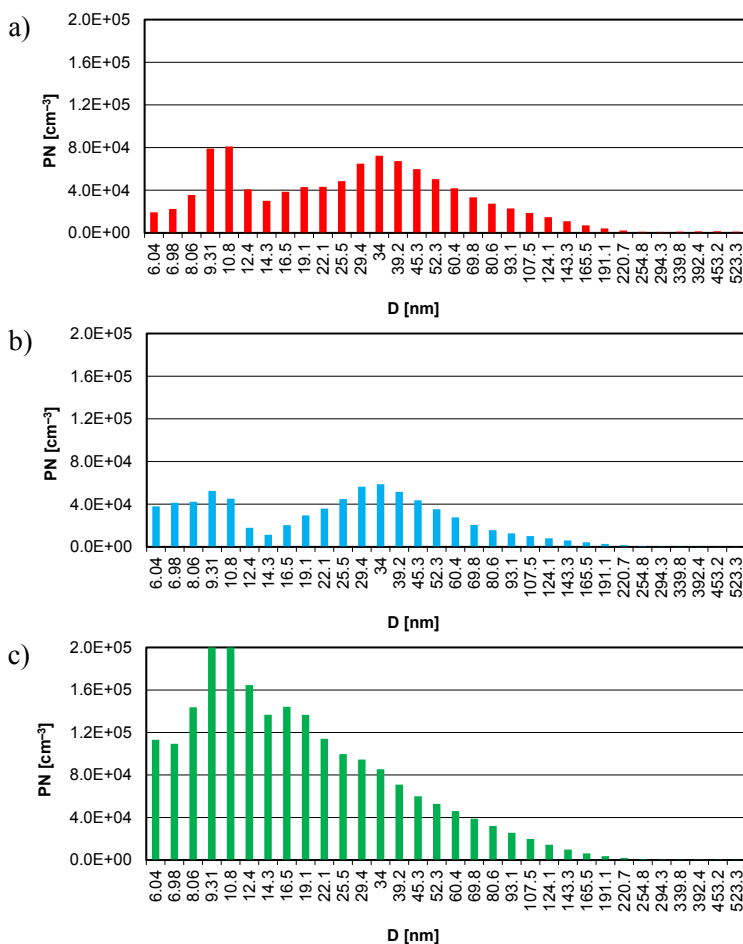 a)
2.0E+05
1.6E+05
1.2E+05
8.0E+04
4.0E+04
0.0E+00
PN [cm⁻³]
6.04 6.98 8.06 9.31 10.8 12.4 14.3 16.5 19.1 22.1 25.5 29.4 34 39.2 45.3 52.3 60.4 69.8 80.6 93.1 107.5 124.1 143.3 165.5 191.1 220.7 254.8 294.3 339.8 392.4 453.2 523.3
D [nm]
b)
2.0E+05
1.6E+05
1.2E+05
8.0E+04
4.0E+04
0.0E+00
PN [cm⁻³]
6.04 6.98 8.06 9.31 10.8 12.4 14.3 16.5 19.1 22.1 25.5 29.4 34 39.2 45.3 52.3 60.4 69.8 80.6 93.1 107.5 124.1 143.3 165.5 191.1 220.7 254.8 294.3 339.8 392.4 453.2 523.3
D [nm]
c)
2.0E+05
1.6E+05
1.2E+05
8.0E+04
4.0E+04
0.0E+00
PN [cm⁻³]
6.04 6.98 8.06 9.31 10.8 12.4 14.3 16.5 19.1 22.1 25.5 29.4 34 39.2 45.3 52.3 60.4 69.8 80.6 93.1 107.5 124.1 143.3 165.5 191.1 220.7 254.8 294.3 339.8 392.4 453.2 523.3
D [nm]